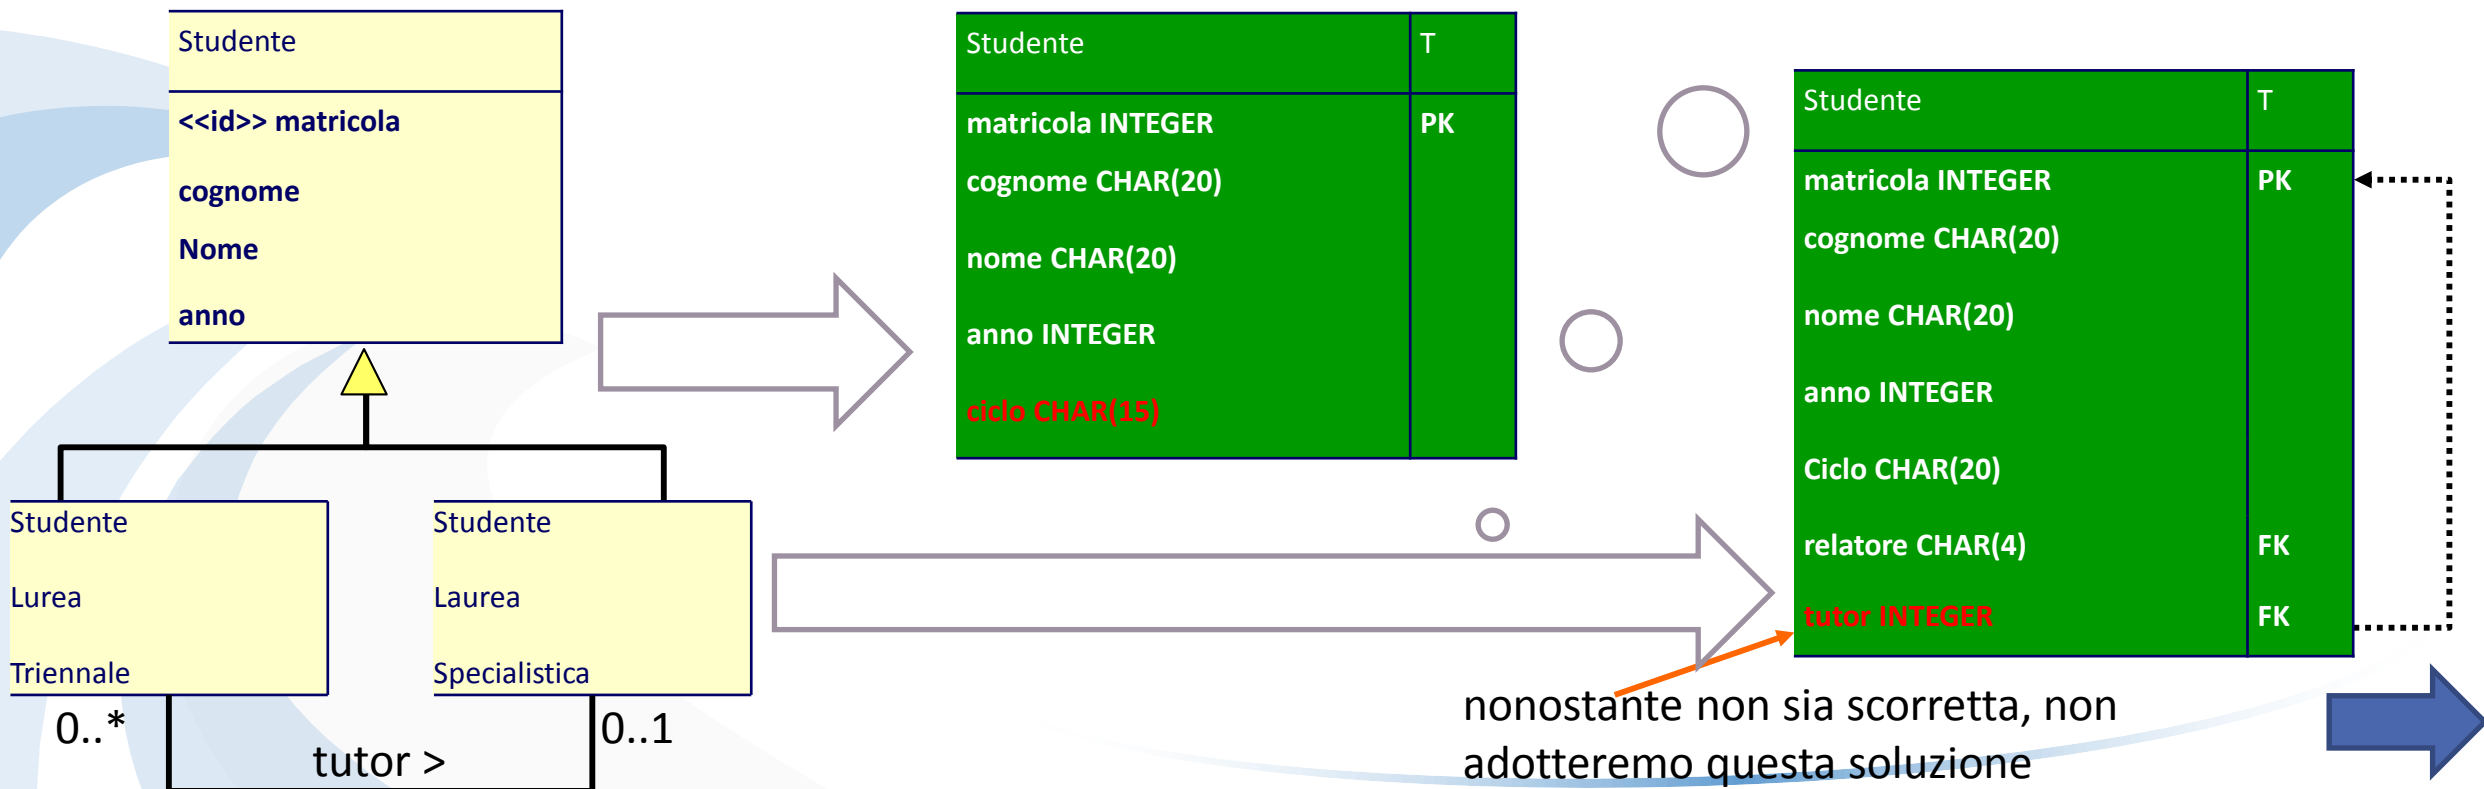 Studente
<<id>> matricola
cognome
Nome
anno
Studente
Lurea
Triennale
Studente
Laurea
Specialistica
0..*
0..1
tutor >
Studente T
matricola INTEGER PK
cognome CHAR(20)
nome CHAR(20)
anno INTEGER
ciclo CHAR(15)
Studente T
matricola INTEGER PK
cognome CHAR(20)
nome CHAR(20)
anno INTEGER
Ciclo CHAR(20)
relatore CHAR(4) FK
tutor INTEGER FK
nonostante non sia scorretta, non
adotteremo questa soluzione